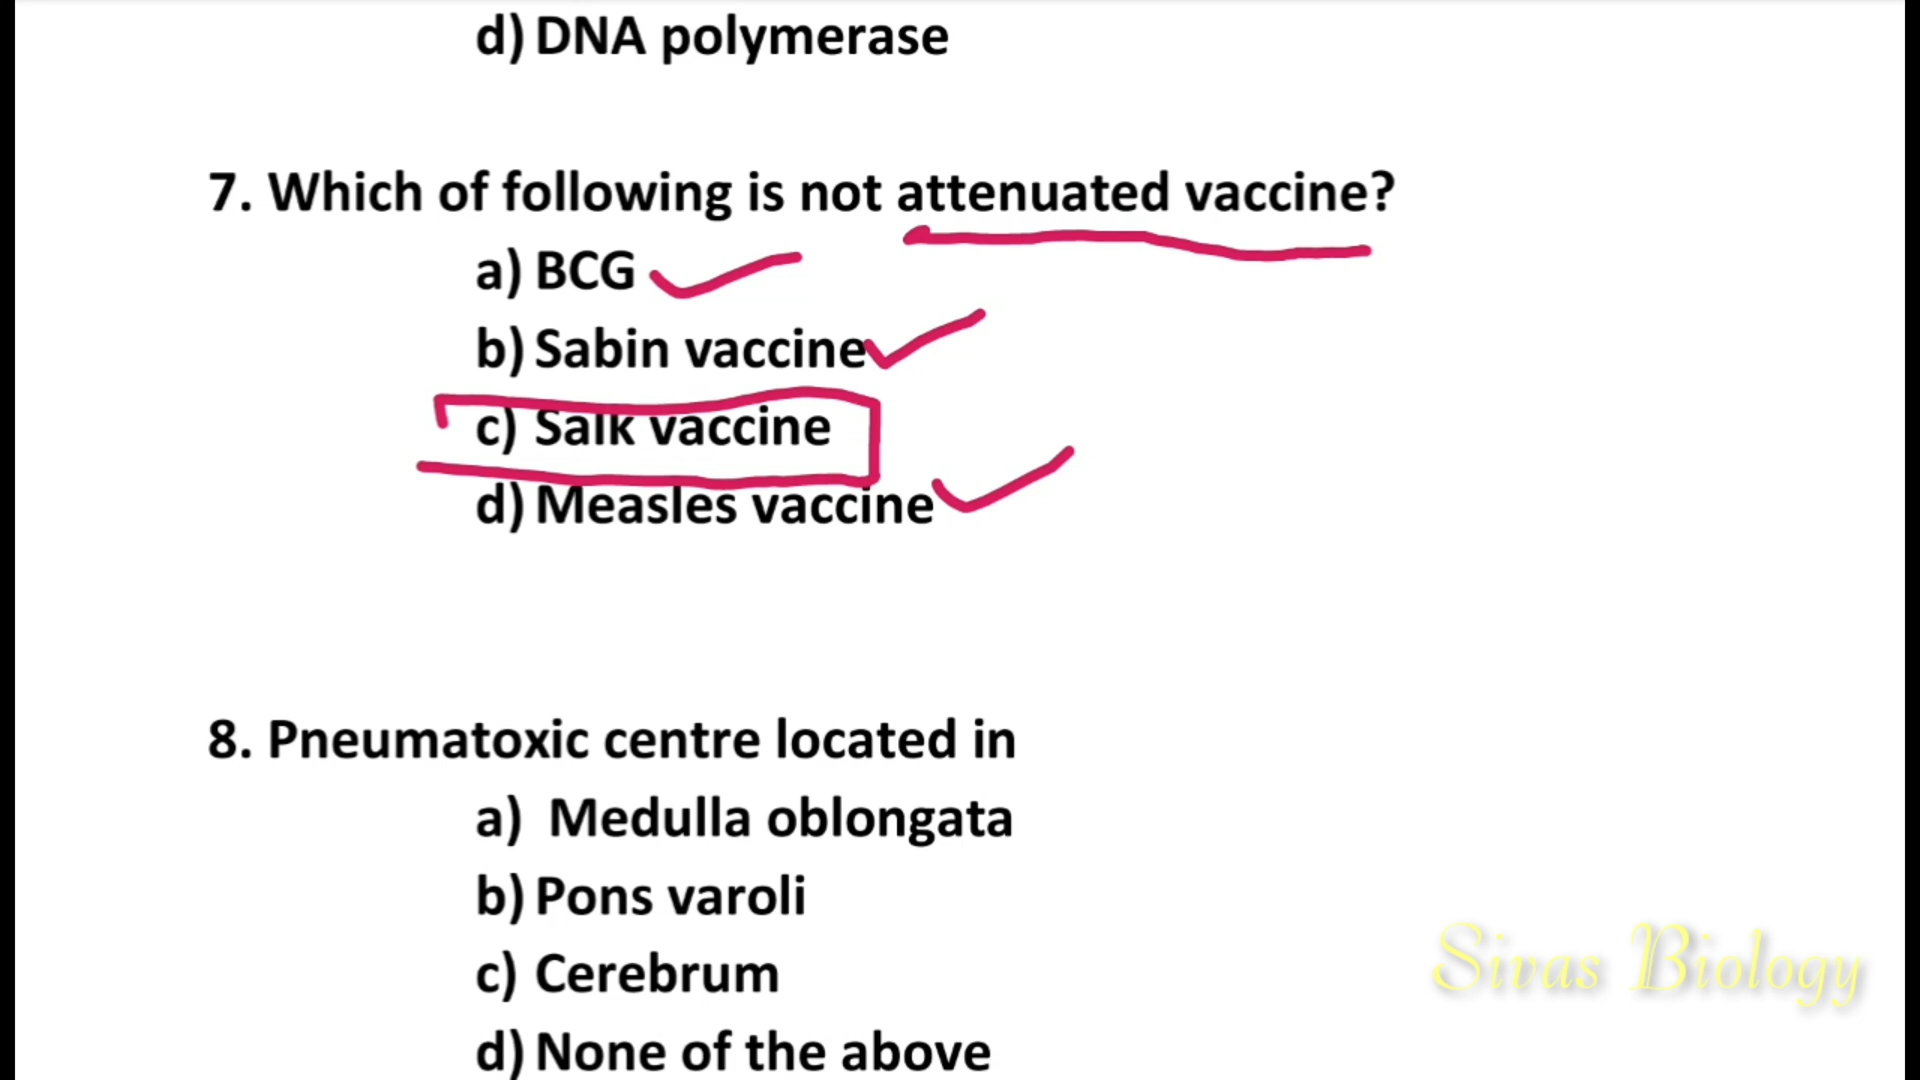 d) DNA polymerase
7. Which of following is not attenuated vaccine?
a) BCG
b) Sabin vaccine
c) Salk vaccine
d) Measles vaccine
8. Pneumatoxic centre located in
a) Medulla oblongata
b) Pons varoli
c) Cerebrum
d) None of the above
Sivas Biology